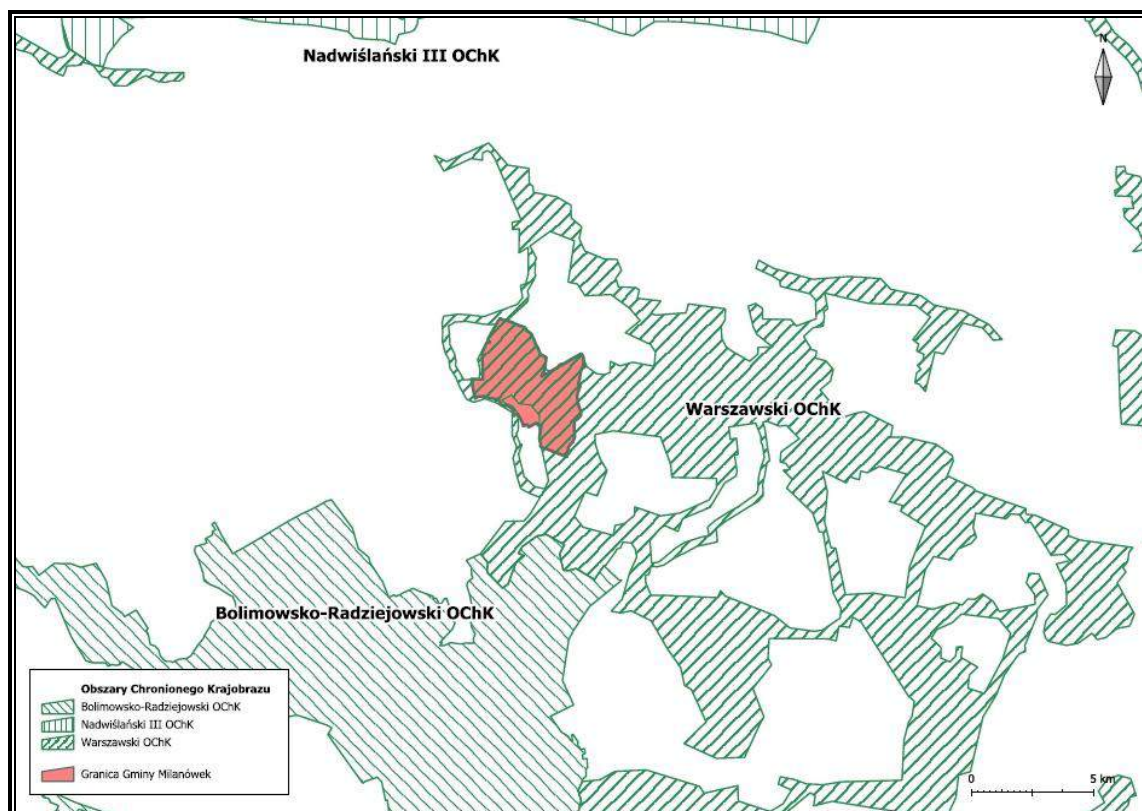 Nadwiślański III OChK
N
Warszawski OChK
Bolimowsko-Radziejowski OChK
Obszary Chronionego Krajobrazu
Bolimowsko-Radziejowski OChK
Nadwiślański III OChK
Warszawski OChK
Granica Gminy Milanówek
0 5 km